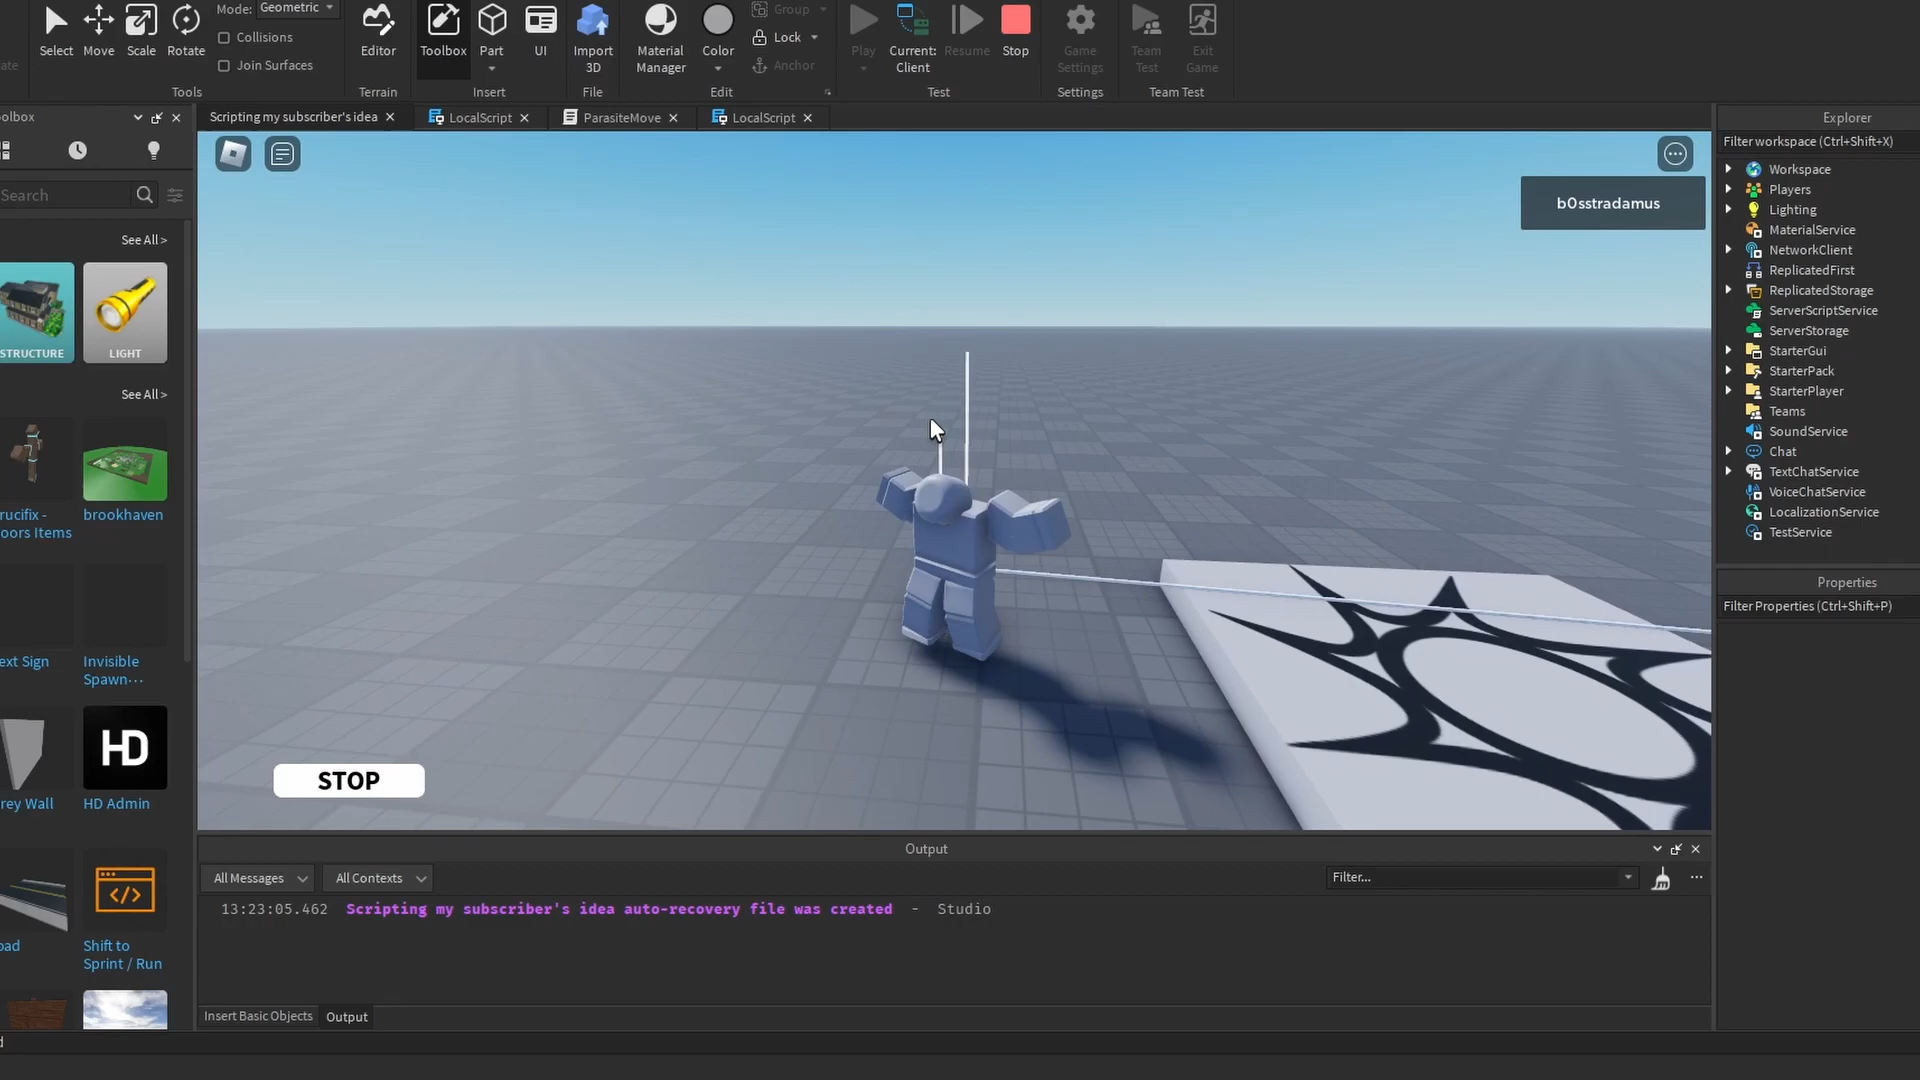 Mode: Geometric
Collisions
Join Surfaces
Select Move Scale Rotate
Tools
Editor
Terrain
Toolbox Part UI
Insert
Import 3D
File
Material Manager
Color
Group
Lock
Anchor
Edit
Play
Current: Client
Resume
Stop
Test
Game Settings
Settings
Team Test
Exit Game
Team Test
oolbox
Scripting my subscriber's idea
LocalScript
ParasiteMove
LocalScript
Explorer
Filter workspace (Ctrl+Shift+X)
Search
See All >
STRUCTURE
LIGHT
See All >
rucifix -
oors Items
brookhaven
ext Sign
Invisible
Spawn...
rey Wall
HD
HD Admin
oad
Shift to
Sprint / Run
b0sstradamus
STOP
Workspace
Players
Lighting
MaterialService
NetworkClient
ReplicatedFirst
ReplicatedStorage
ServerScriptService
ServerStorage
StarterGui
StarterPack
StarterPlayer
Teams
SoundService
Chat
TextChatService
VoiceChatService
LocalizationService
TestService
Properties
Filter Properties (Ctrl+Shift+P)
Output
All Messages
All Contexts
Filter...
13:23:05.462 Scripting my subscriber's idea auto-recovery file was created - Studio
Insert Basic Objects
Output